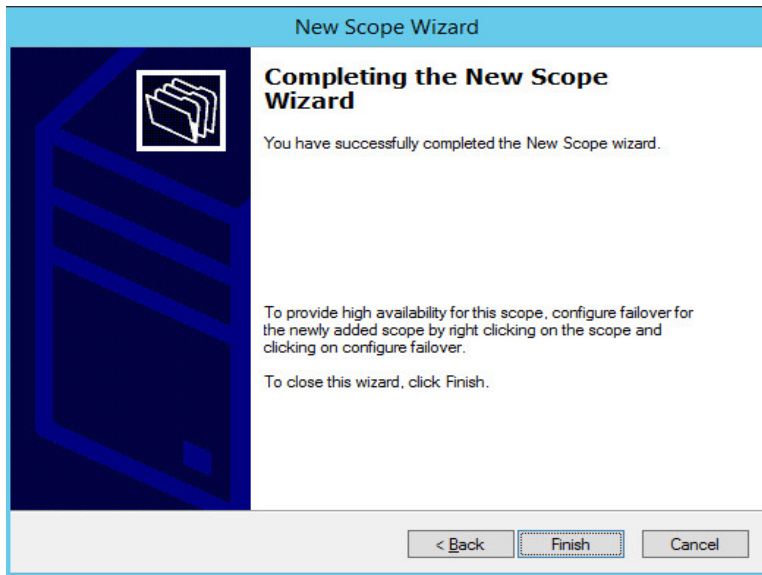 New Scope Wizard
Completing the New Scope
Wizard
You have successfully completed the New Scope wizard.
To provide high availability for this scope, configure failover for
the newly added scope by right clicking on the scope and
clicking on configure failover.
To close this wizard, click Finish.
< Back
Finish
Cancel